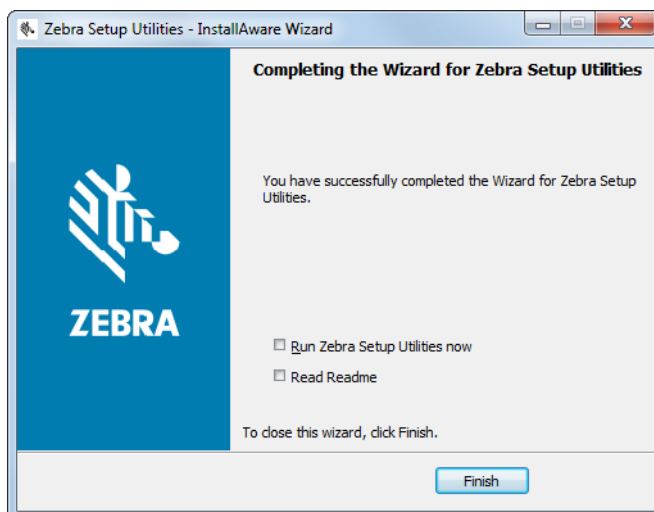 Zebra Setup Utilities - InstallAware Wizard
Completing the Wizard for Zebra Setup Utilities
You have successfully completed the Wizard for Zebra Setup
Utilities.
ZEBRA
Run Zebra Setup Utilities now
Read Readme
To close this wizard, click Finish.
Finish